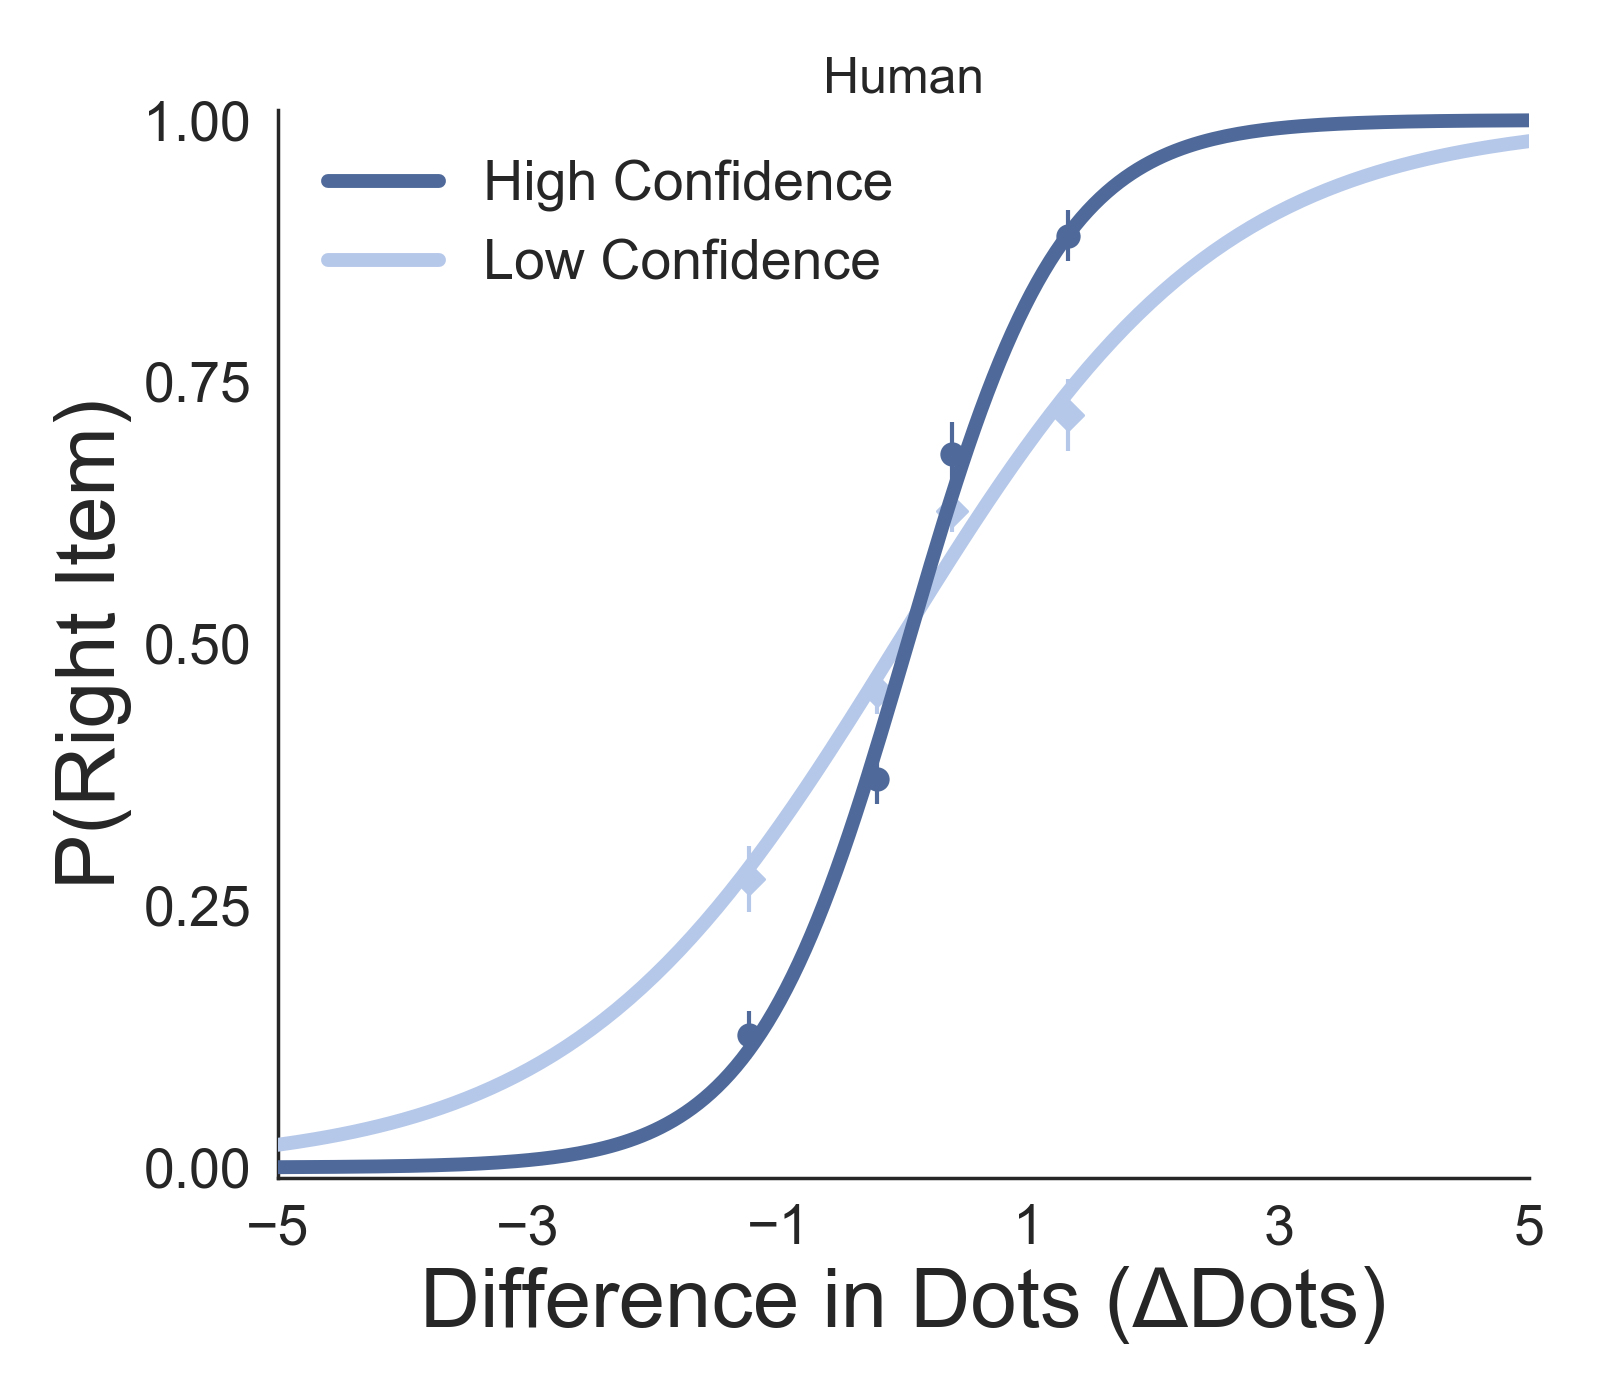 Human
1.00
High Confidence
Low Confidence
0.75
P(Right Item)
0.50
0.25
0.00
−5 −3 −1 1 3 5
Difference in Dots (ΔDots)